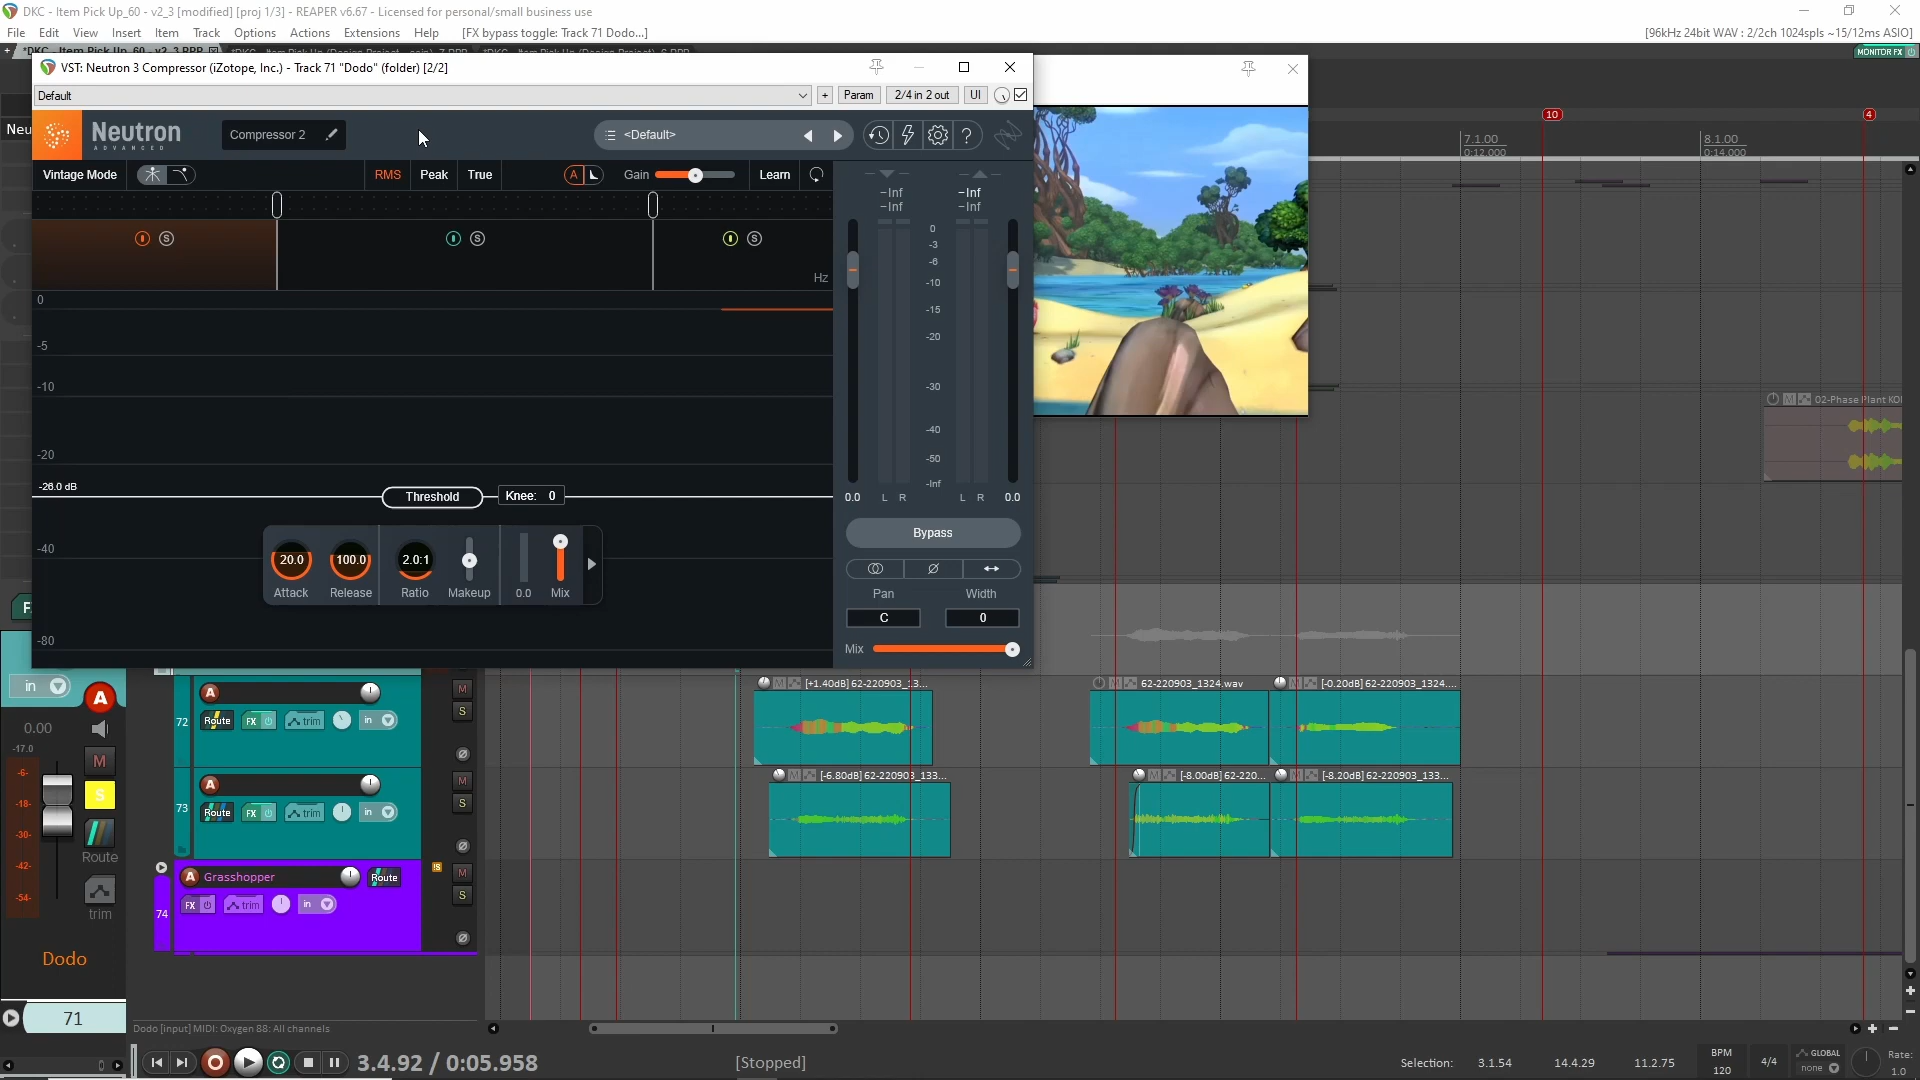 DKC - Item Pick Up_60 - v2_3 [modified] [proj 1/3] - REAPER v6.67 - Licensed for personal/small business use
File Edit View Insert Item Track Options Actions Extensions Help [FX bypass toggle: Track 71 Dodo...]
[96kHz 24bit WAV : 2/2ch 1024spls ~15/12ms ASIO]
MONITOR FX
VST: Neutron 3 Compressor (iZotope, Inc.) - Track 71 "Dodo" (folder) [2/2]
Default
+ Param 2/4 in 2 out UI
Neutron
ADVANCED
Compressor 2
<Default>
?
Vintage Mode
RMS Peak True
A
Gain
Learn
-Inf -Inf
-Inf -Inf
S S S
Hz
0
-5
-10
-20
-26.0 dB
-40
-80
Threshold
Knee: 0
20.0 100.0 2.0:1
Attack Release Ratio Makeup 0.0 Mix
0
-3
-6
-10
-15
-20
-30
-40
-50
-Inf
0.0 L R L R 0.0
Bypass
Pan Width
C 0
Mix
10
4
7.1.00
0:12.000
8.1.00
0:14.000
in
A
0.00
-17.0
-6-
-18-
-30-
-42-
-54-
M
S
Route
trim
Dodo
71
72
A
Route FX trim in
M
S
73
A
Route FX trim in
M
S
74
A Grasshopper Route
FX trim in
M
S
[+1.40dB] 62-220903_13...
62-220903_1324.wav
[-0.20dB] 62-220903_1324....
[-6.80dB] 62-220903_133...
[-8.00dB] 62-220...
[-8.20dB] 62-220903_133...
Dodo [input] MIDI: Oxygen 88: All channels
3.4.92 / 0:05.958
[Stopped]
Selection: 3.1.54 14.4.29 11.2.75
BPM
120
4/4
GLOBAL
none
Rate:
1.0